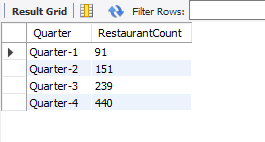 Result Grid Filter Rows:
Quarter RestaurantCount
Quarter-1 91
Quarter-2 151
Quarter-3 239
Quarter-4 440